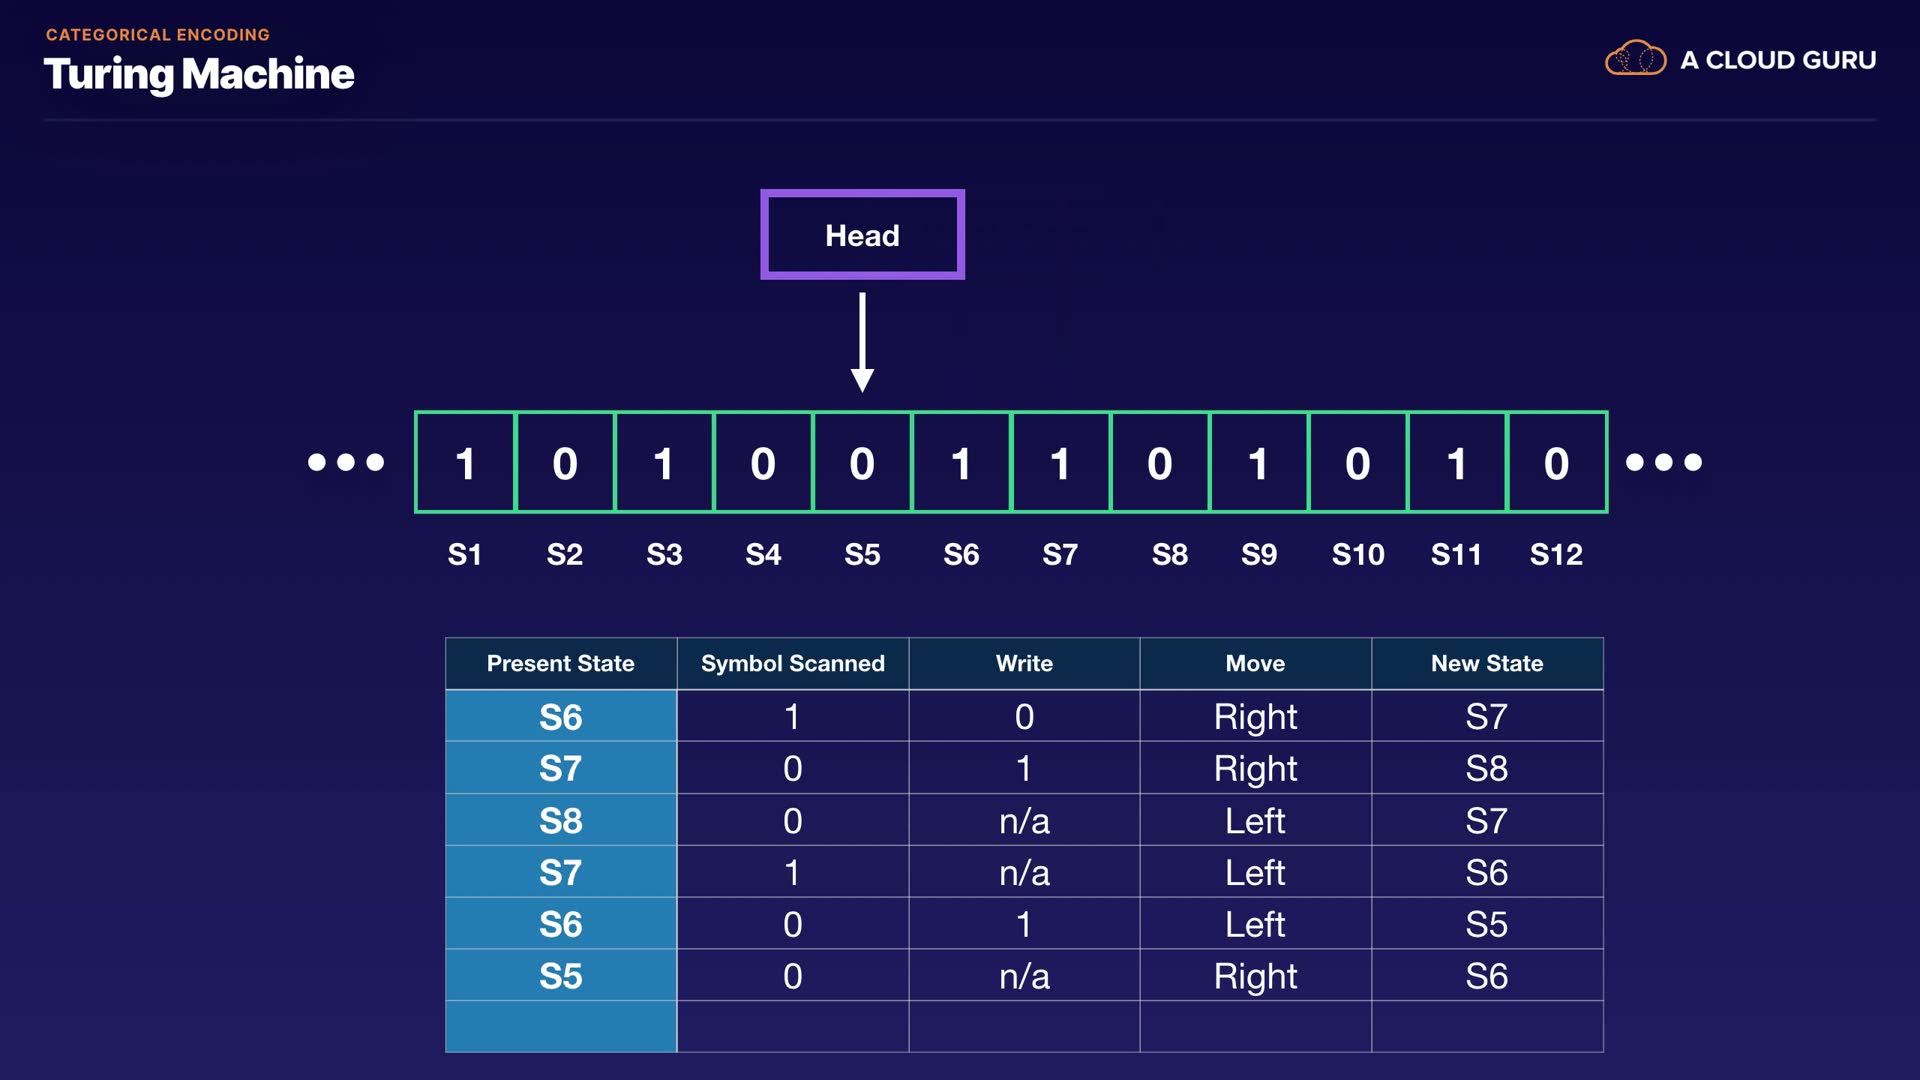 CATEGORICAL ENCODING
Turing Machine
A CLOUD GURU
Head
1 0 1 0 0 1 1 0 1 0 1 0
S1 S2 S3 S4 S5 S6 S7 S8 S9 S10 S11 S12
Present State Symbol Scanned Write Move New State
S6 1 0 Right S7
S7 0 1 Right S8
S8 0 n/a Left S7
S7 1 n/a Left S6
S6 0 1 Left S5
S5 0 n/a Right S6